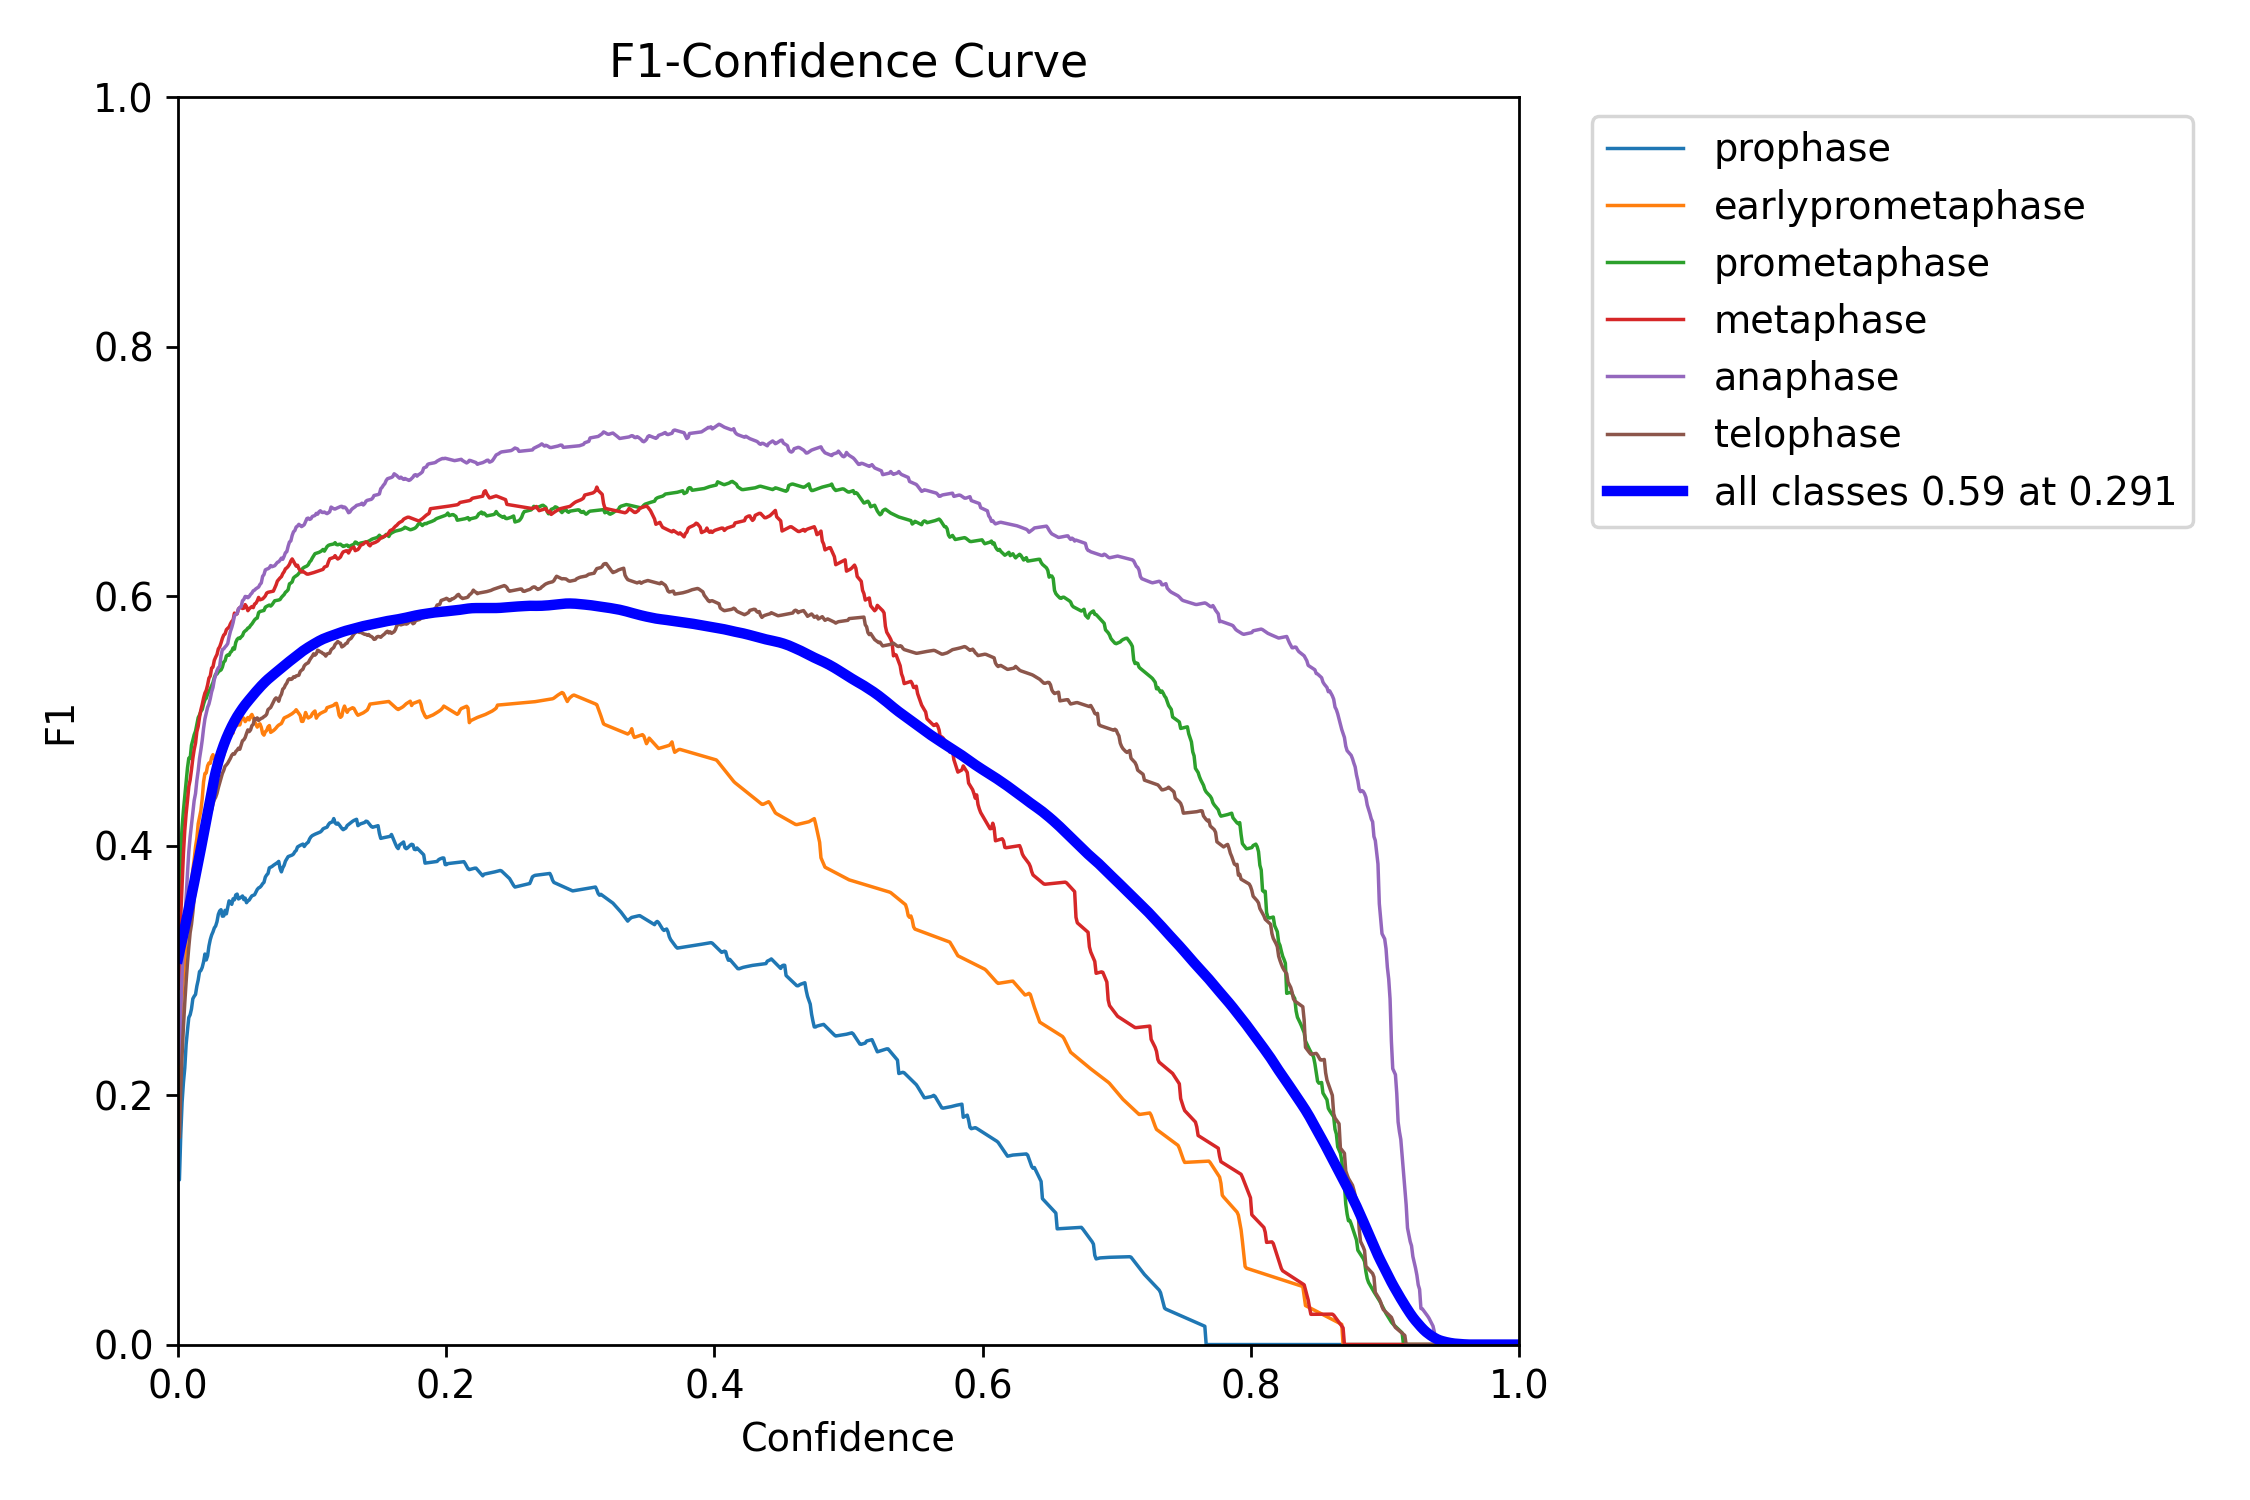 F1-Confidence Curve
1.0
0.8
0.6
0.4
0.2
0.0
F1
0.0 0.2 0.4 0.6 0.8 1.0
Confidence
prophase
earlyprometaphase
prometaphase
metaphase
anaphase
telophase
all classes 0.59 at 0.291